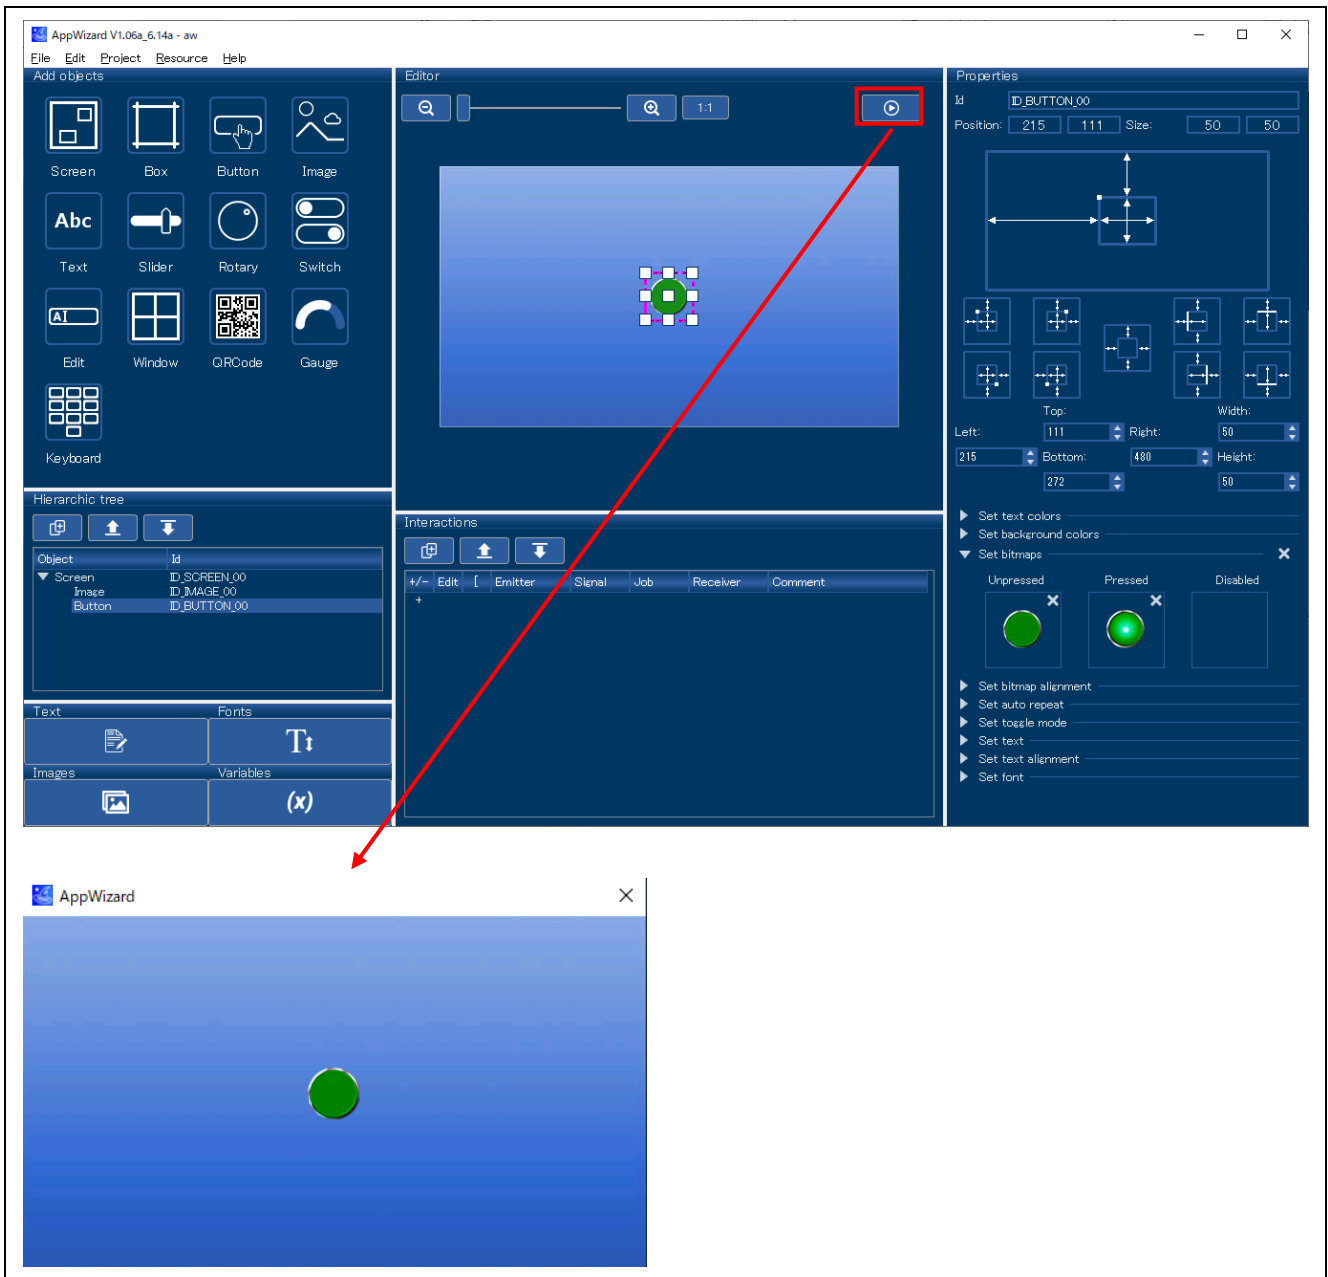 AppWizard V1.06a_6.14a - aw
File Edit Project Resource Help
Add objects
Screen Box Button Image
Abc
Text Slider Rotary Switch
AI
Edit Window QRCode Gauge
Keyboard
Hierarchic tree
Object Id
Screen ID_SCREEN_00
Image ID_IMAGE_00
Button ID_BUTTON_00
Text Fonts
T
Images Variables
(x)
Editor
1:1
Interactions
+/- Edit [ Emitter Signal Job Receiver Comment
+
Properties
Id ID_BUTTON_00
Position: 215 111 Size: 50 50
Top: Width:
Left: 111 Right: 50
215 Bottom: 480 Height:
272 50
Set text colors
Set background colors
Set bitmaps
Unpressed Pressed Disabled
Set bitmap alignment
Set auto repeat
Set toggle mode
Set text
Set text alignment
Set font
AppWizard